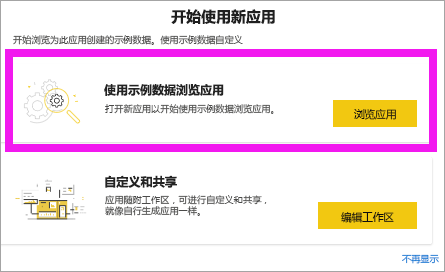 开始使用新应用
开始浏览为此应用创建的示例数据。使用示例数据自定义
使用示例数据浏览应用
打开新应用以开始使用示例数据浏览应用。
浏览应用
自定义和共享
应用随附工作区，可进行自定义和共享，
就像自行生成应用一样。
编辑工作区
不再显示